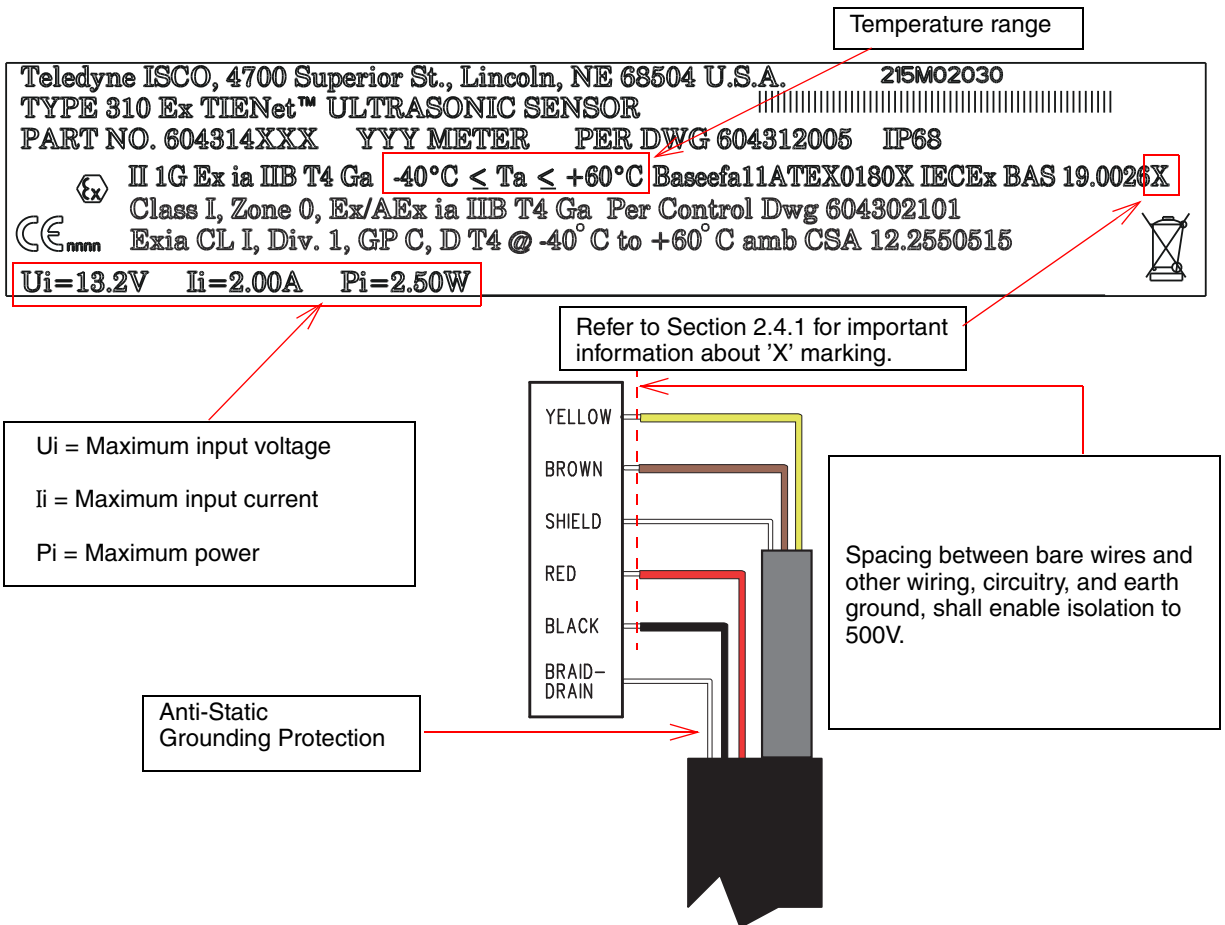 Temperature range
Teledyne ISCO, 4700 Superior St., Lincoln, NE 68504 U.S.A. 215M02030
TYPE 310 Ex TIENet™ ULTRASONIC SENSOR
PART NO. 604314XXX YYY METER PER DWG 604312005 IP68
Ex II 1G Ex ia IIB T4 Ga -40°C ≤ Ta ≤ +60°C Baseefa11ATEX0180X IECEx BAS 19.0026X
Class I, Zone 0, Ex/AEx ia IIB T4 Ga Per Control Dwg 604302101
CE nnnn Exia CL I, Div. 1, GP C, D T4 @ -40°C to +60°C amb CSA 12.2550515
Ui=13.2V Ii=2.00A Pi=2.50W
Refer to Section 2.4.1 for important
information about 'X' marking.
Ui = Maximum input voltage
Ii = Maximum input current
Pi = Maximum power
YELLOW
BROWN
SHIELD
RED
BLACK
BRAID-
DRAIN
Spacing between bare wires and
other wiring, circuitry, and earth
ground, shall enable isolation to
500V.
Anti-Static
Grounding Protection